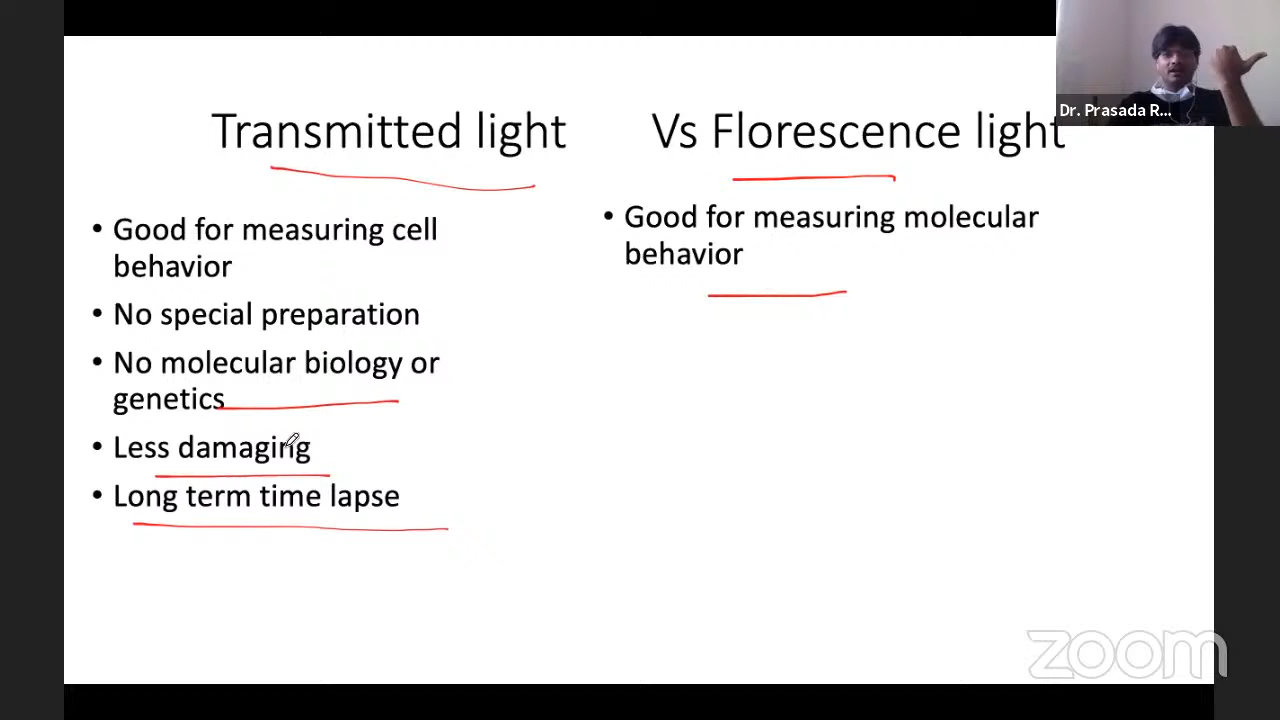 Transmitted light Vs Florescence light
• Good for measuring cell
behavior
• No special preparation
• No molecular biology or
genetics
• Less damaging
• Long term time lapse
• Good for measuring molecular
behavior
Dr. Prasada R...
zoom